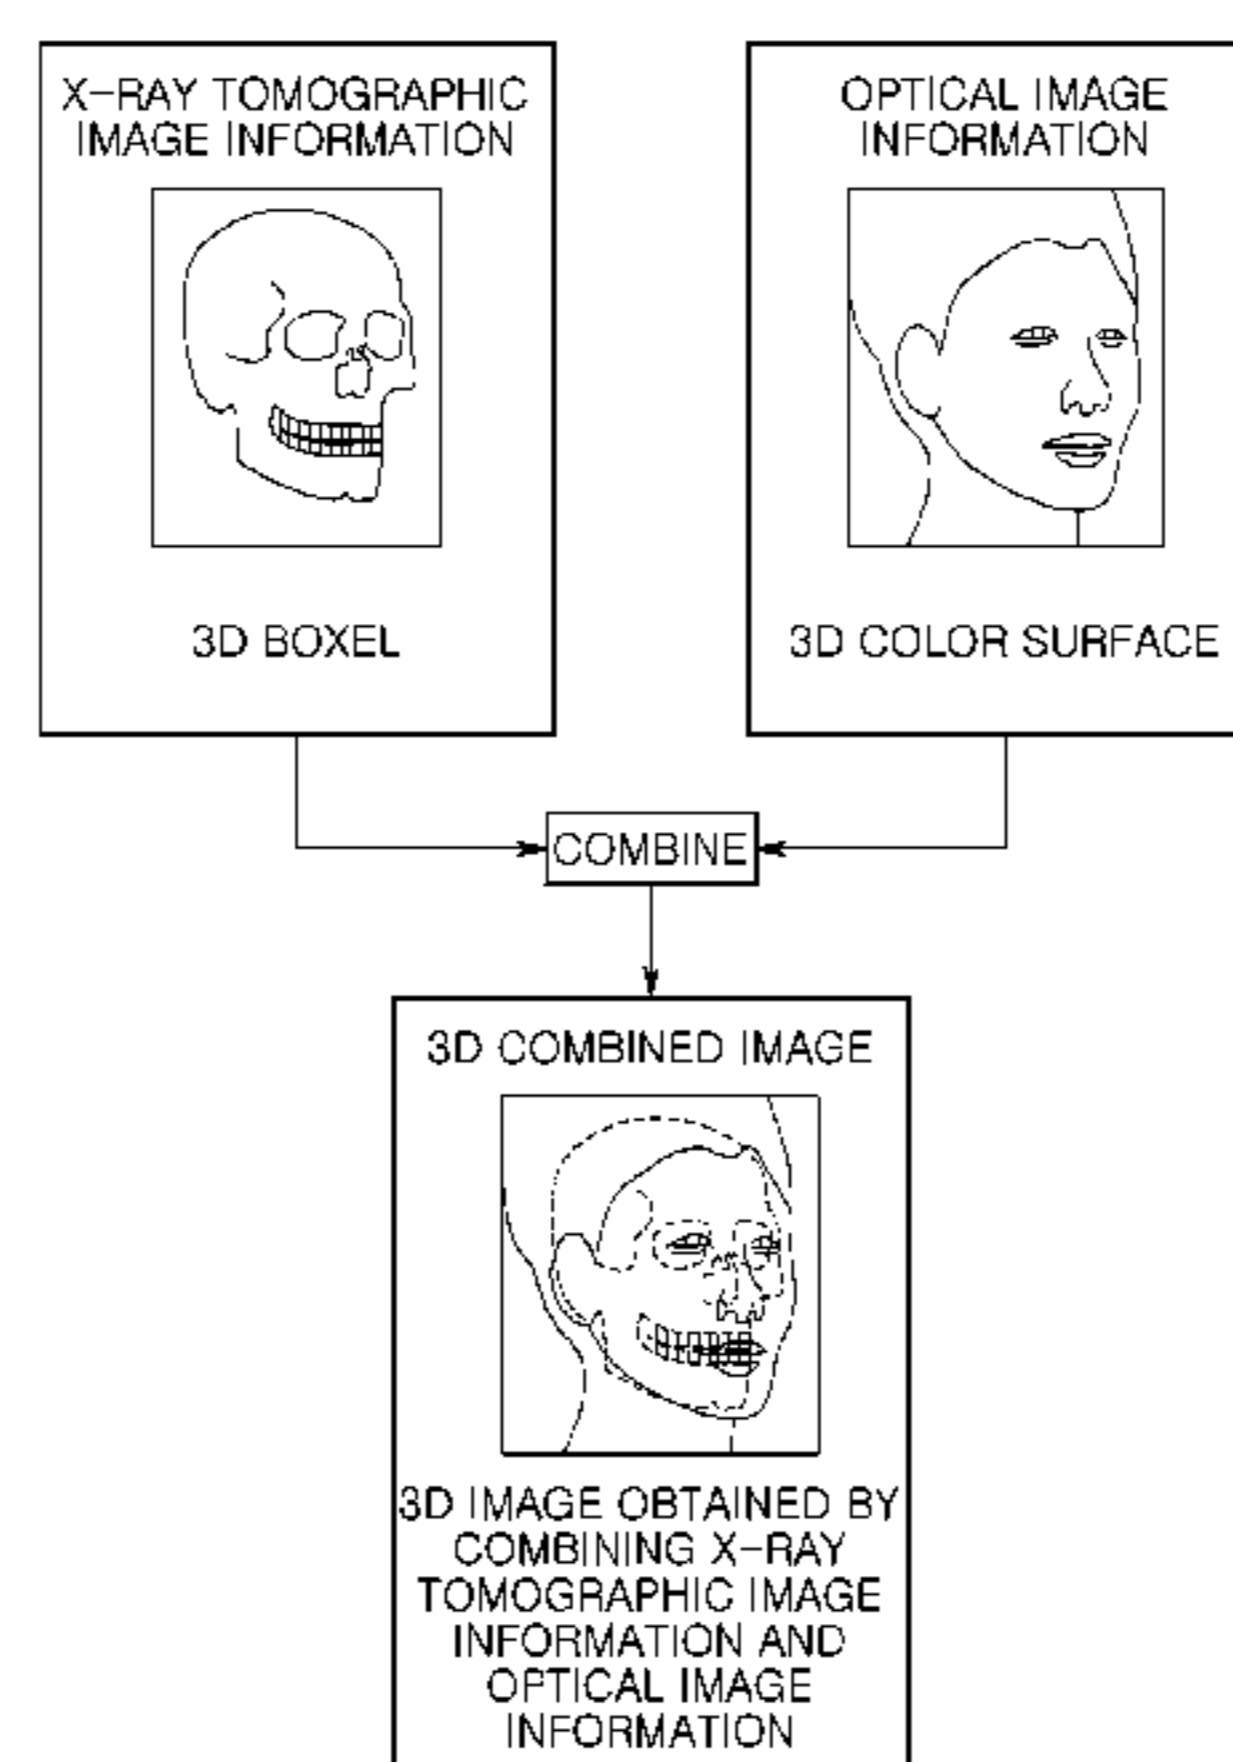 X-RAY TOMOGRAPHIC
IMAGE INFORMATION
3D BOXEL
OPTICAL IMAGE
INFORMATION
3D COLOR SURFACE
COMBINE
3D COMBINED IMAGE
3D IMAGE OBTAINED BY
COMBINING X-RAY
TOMOGRAPHIC IMAGE
INFORMATION AND
OPTICAL IMAGE
INFORMATION